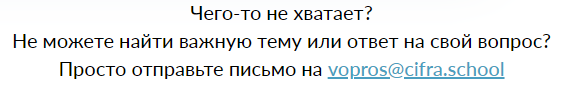 Чего-то не хватает?
Не можете найти важную тему или ответ на свой вопрос?
Просто отправьте письмо на vopros@cifra.school